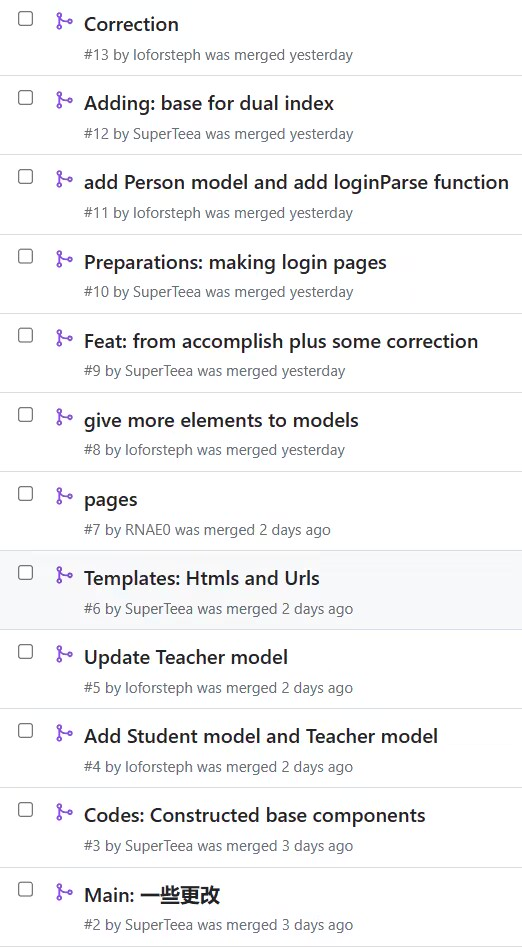 Correction
#13 by loforsteph was merged yesterday
Adding: base for dual index
#12 by SuperTeea was merged yesterday
add Person model and add loginParse function
#11 by loforsteph was merged yesterday
Preparations: making login pages
#10 by SuperTeea was merged yesterday
Feat: from accomplish plus some correction
#9 by SuperTeea was merged yesterday
give more elements to models
#8 by loforsteph was merged yesterday
pages
#7 by RNAE0 was merged 2 days ago
Templates: Htmls and Urls
#6 by SuperTeea was merged 2 days ago
Update Teacher model
#5 by loforsteph was merged 2 days ago
Add Student model and Teacher model
#4 by loforsteph was merged 2 days ago
Codes: Constructed base components
#3 by SuperTeea was merged 3 days ago
Main: 一些更改
#2 by SuperTeea was merged 3 days ago